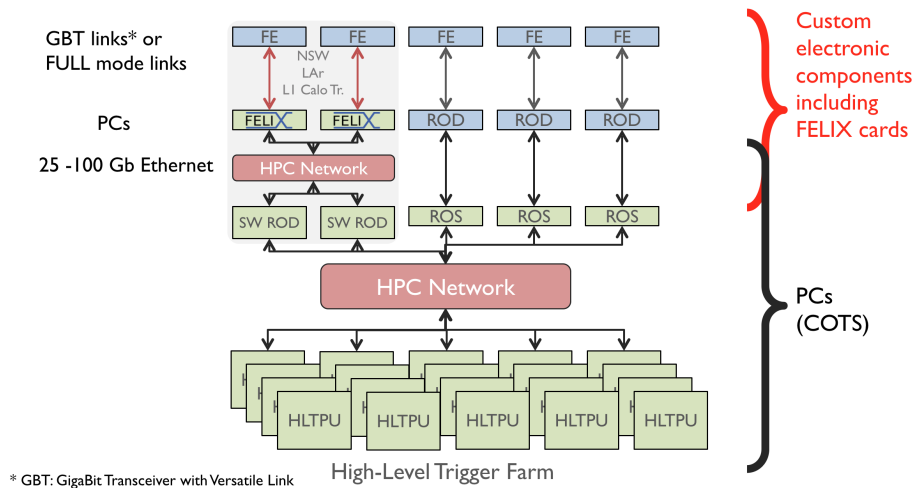 GBT links* or
FULL mode links
FE FE FE FE FE
NSW
LAr
L1 Calo Tr.
Custom
electronic
components
including
FELIX cards
PCs
FELIX FELIX ROD ROD ROD
25 -100 Gb Ethernet
HPC Network
SW ROD SW ROD ROS ROS ROS
HPC Network
PCs
(COTS)
HLTPU HLTPU HLTPU HLTPU HLTPU
High-Level Trigger Farm
* GBT: GigaBit Transceiver with Versatile Link